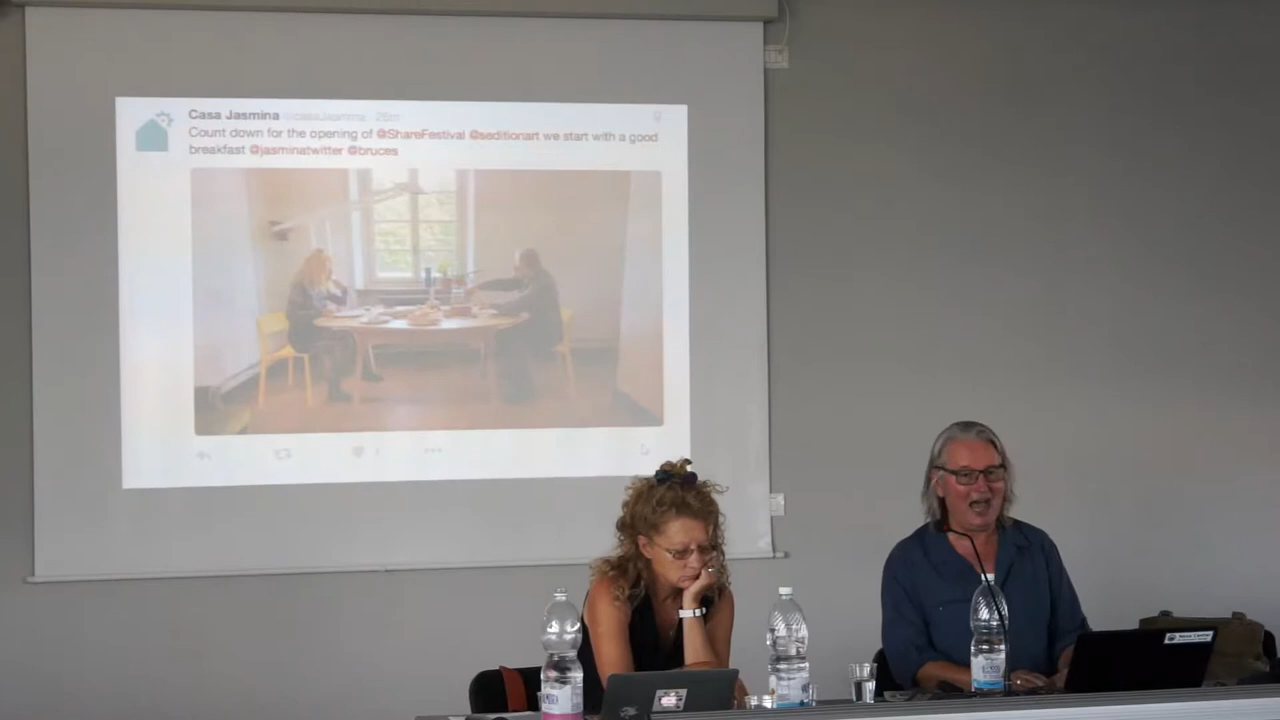 Casa Jasmina
Count down for the opening of @ShareFestival @seditionart we start with a good
breakfast @jasminatwitter @bruces